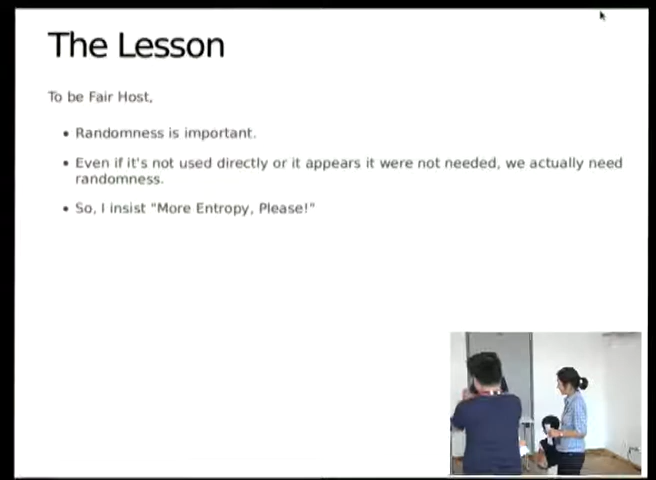 The Lesson
To be Fair Host,
Randomness is important.
Even if it's not used directly or it appears it were not needed, we actually need
randomness.
So, I insist "More Entropy, Please!"